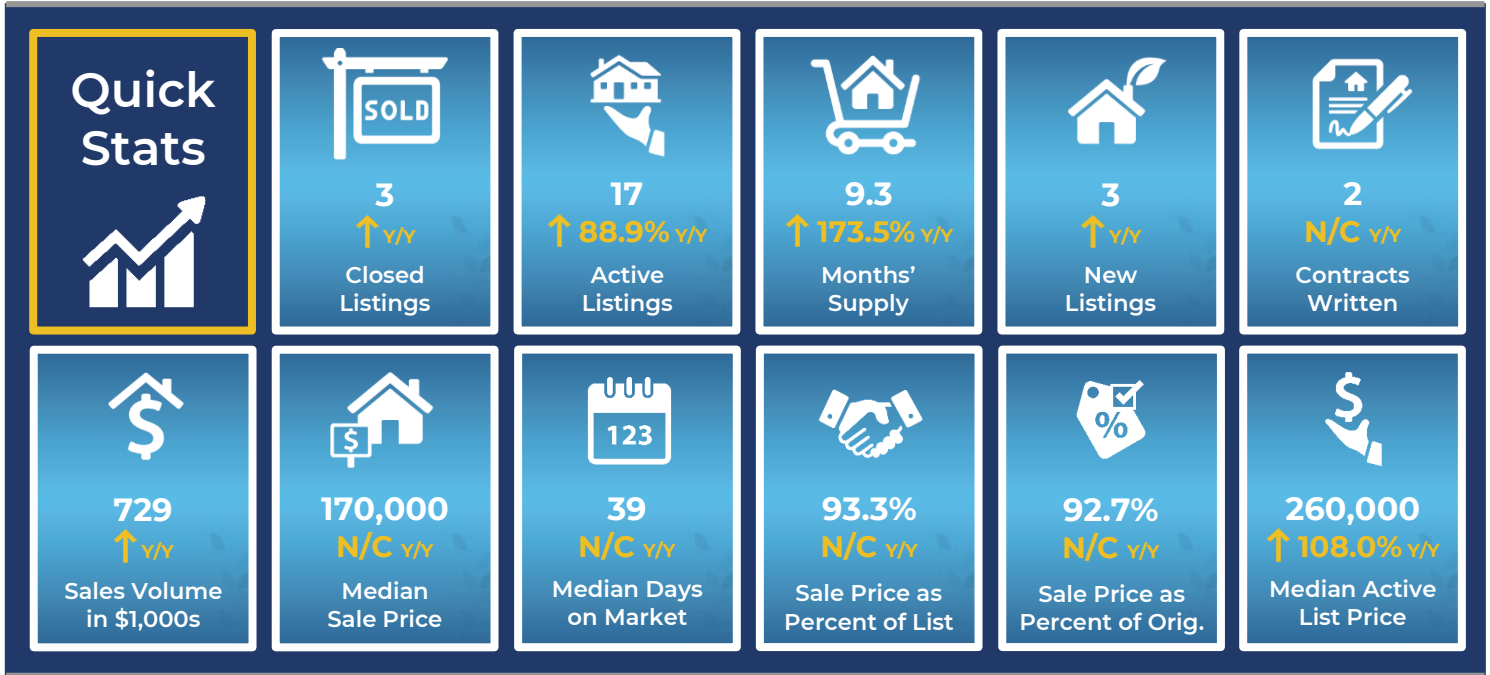 Quick
Stats
SOLD
3
↑ Y/Y
Closed
Listings
17
↑ 88.9% Y/Y
Active
Listings
9.3
↑ 173.5% Y/Y
Months’
Supply
3
↑ Y/Y
New
Listings
2
N/C Y/Y
Contracts
Written
$
729
↑ Y/Y
Sales Volume
in $1,000s
$
170,000
N/C Y/Y
Median
Sale Price
123
39
N/C Y/Y
Median Days
on Market
93.3%
N/C Y/Y
Sale Price as
Percent of List
%
92.7%
N/C Y/Y
Sale Price as
Percent of Orig.
$
260,000
↑ 108.0% Y/Y
Median Active
List Price